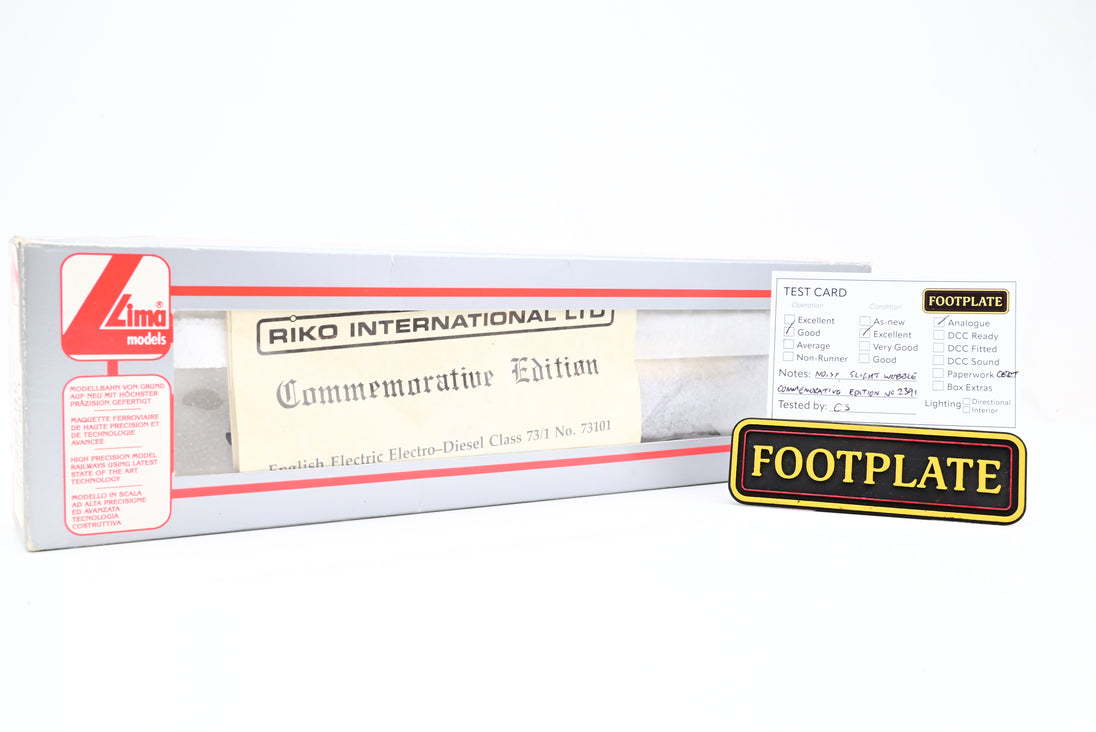 Lima®
models
MODELLBAHN VON GRUND
AUF NEU MIT HÖCHSTER
PRÄZISION GEFERTIGT
MAQUETTE FERROVIAIRE
DE HAUTE PRECISION ET
DE TECHNOLOGIE
AVANCEE
HIGH PRECISION MODEL
RAILWAYS USING LATEST
STATE OF THE ART
TECHNOLOGY
MODELLO IN SCALA
AD ALTA PRECISIONE
ED AVANZATA
TECNOLOGIA
COSTRUTTIVA
RIKO INTERNATIONAL LTD
Commemorative Edition
English Electric Electro-Diesel Class 73/1 No. 73101
TEST CARD
FOOTPLATE
Operation
Excellent
Good
Average
Non-Runner
Condition
As-new
Excellent
Very Good
Good
Analogue
DCC Ready
DCC Fitted
DCC Sound
Paperwork CERT
Box Extras
Notes: NOISY SLIGHT WOBBLE
COMMEMORATIVE EDITION No 2391
Tested by: CS
Lighting
Directional
Interior
FOOTPLATE